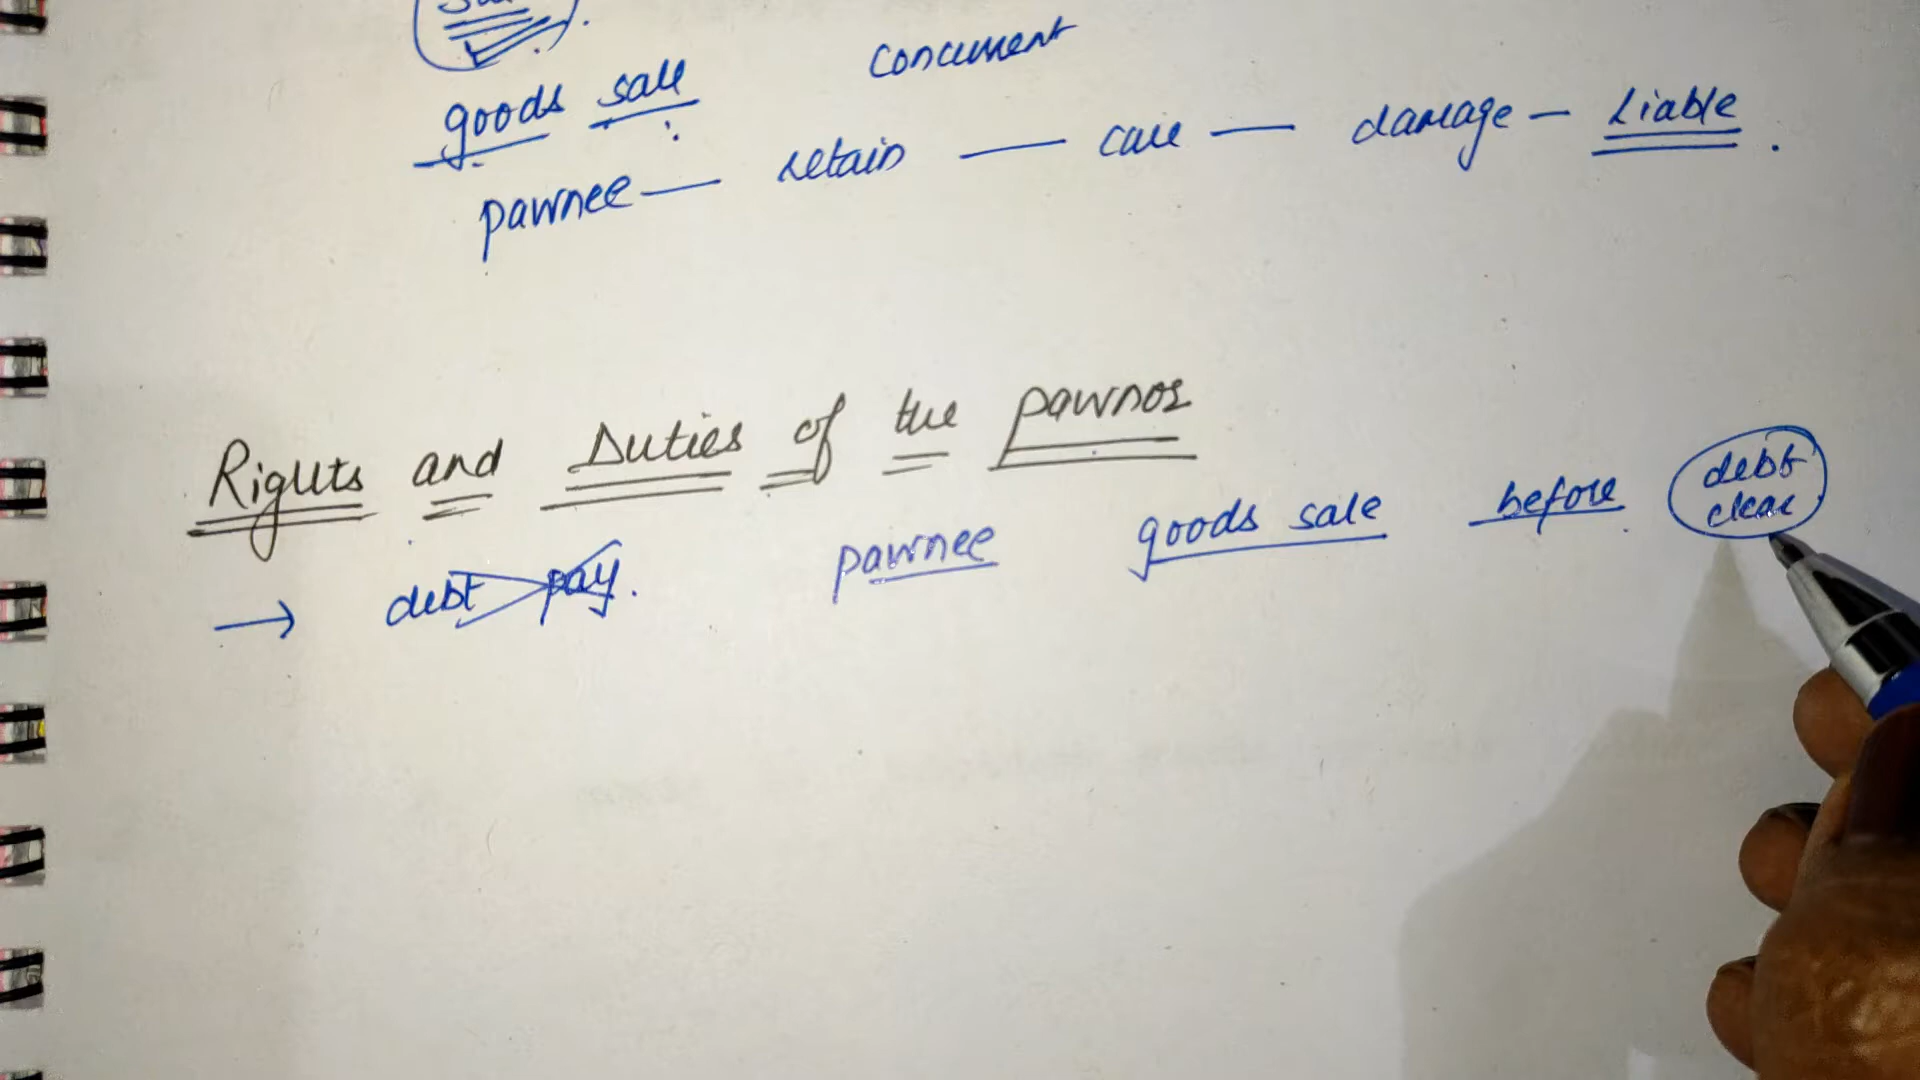 concurrent
goods sale
pawnee — retain — care — damage — Liable.
Rights and Duties of the pawnor
→ debt pay. pawnee goods sale before debt clear